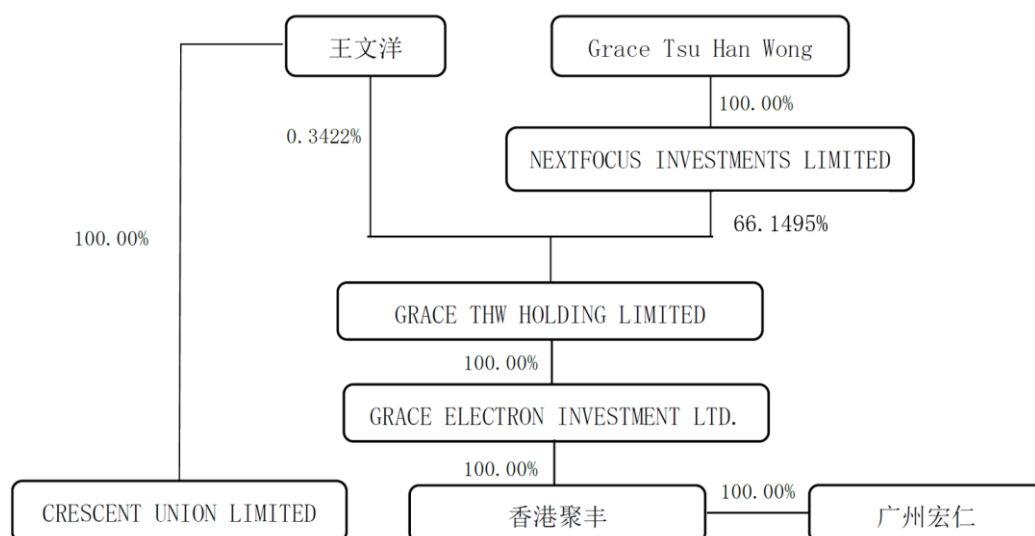 王文洋
Grace Tsu Han Wong
100.00%
0.3422%
NEXTFOCUS INVESTMENTS LIMITED
66.1495%
100.00%
GRACE THW HOLDING LIMITED
100.00%
GRACE ELECTRON INVESTMENT LTD.
100.00%
CRESCENT UNION LIMITED
香港聚丰
100.00%
广州宏仁